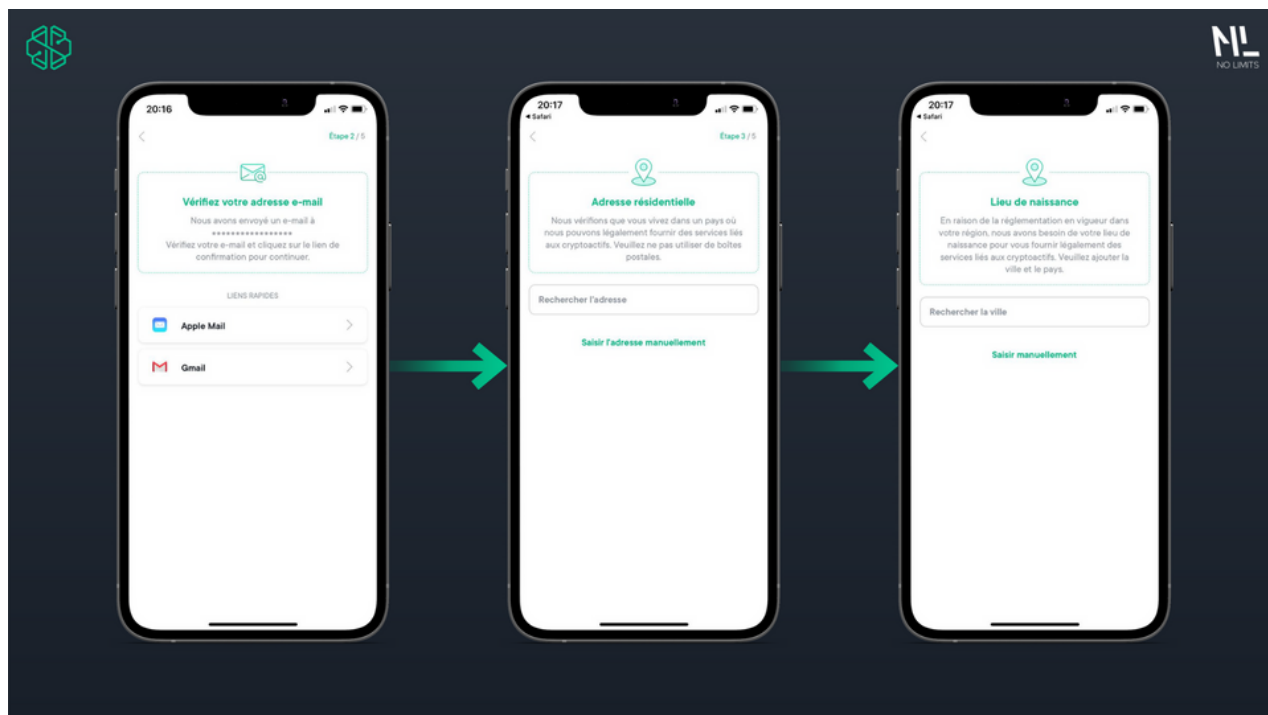 NL
NO LIMITS
20:16
Étape 2 / 5
Vérifiez votre adresse e-mail
Nous avons envoyé un e-mail à
*****************
Vérifiez votre e-mail et cliquez sur le lien de
confirmation pour continuer.
LIENS RAPIDES
Apple Mail
Gmail
20:17
Safari
Étape 3 / 5
Adresse résidentielle
Nous vérifions que vous vivez dans un pays où
nous pouvons légalement fournir des services liés
aux cryptoactifs. Veuillez ne pas utiliser de boîtes
postales.
Rechercher l'adresse
Saisir l'adresse manuellement
20:17
Safari
Lieu de naissance
En raison de la réglementation en vigueur dans
votre région, nous avons besoin de votre lieu de
naissance pour vous fournir légalement des
services liés aux cryptoactifs. Veuillez ajouter la
ville et le pays.
Rechercher la ville
Saisir manuellement